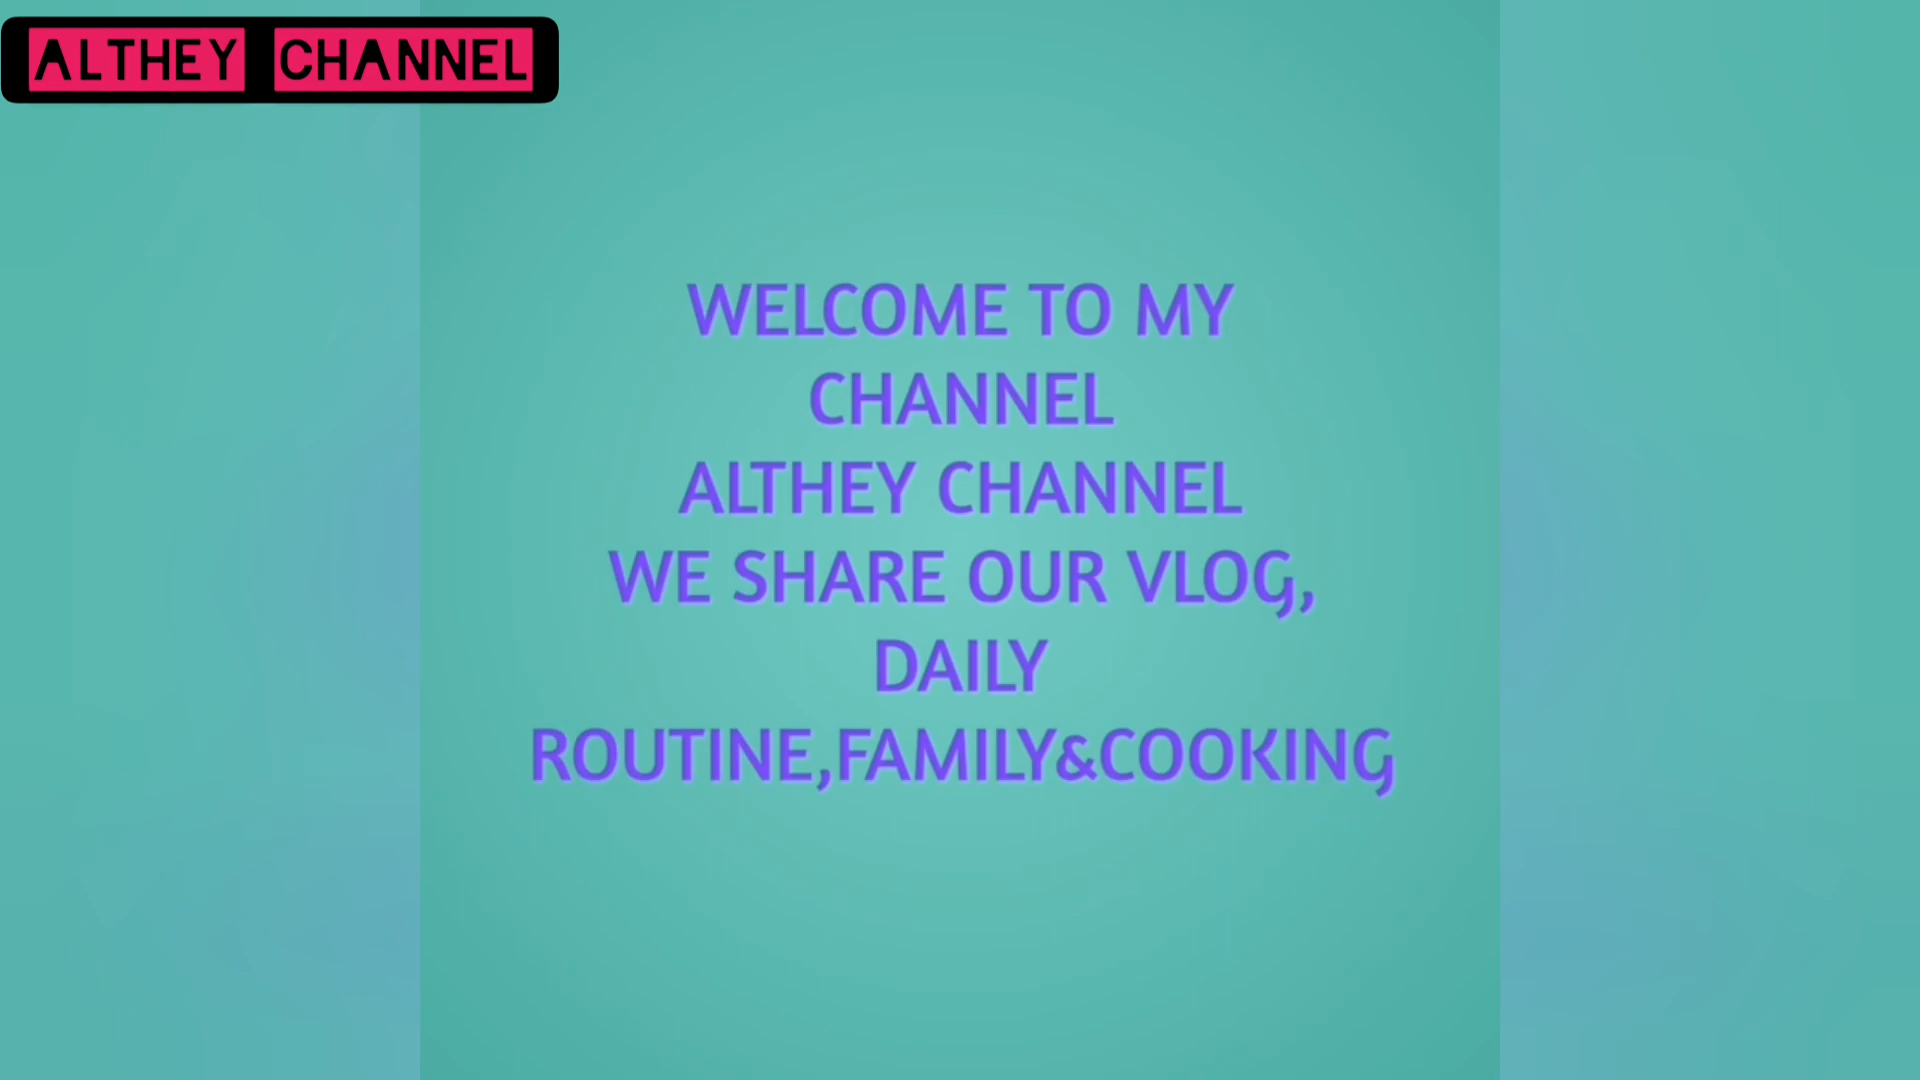 ALTHEY CHANNEL
WELCOME TO MY
CHANNEL
ALTHEY CHANNEL
WE SHARE OUR VLOG,
DAILY
ROUTINE,FAMILY&COOKING